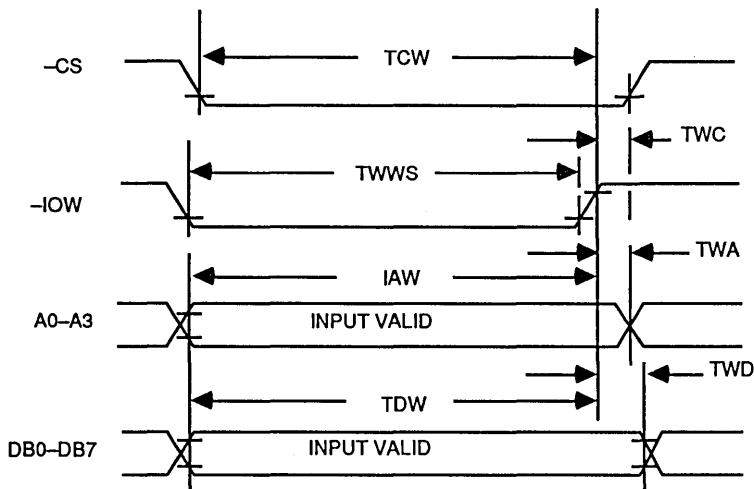 –CS
TCW
TWC
TWWS
–IOW
TWA
IAW
A0–A3
INPUT VALID
TWD
TDW
DB0–DB7
INPUT VALID